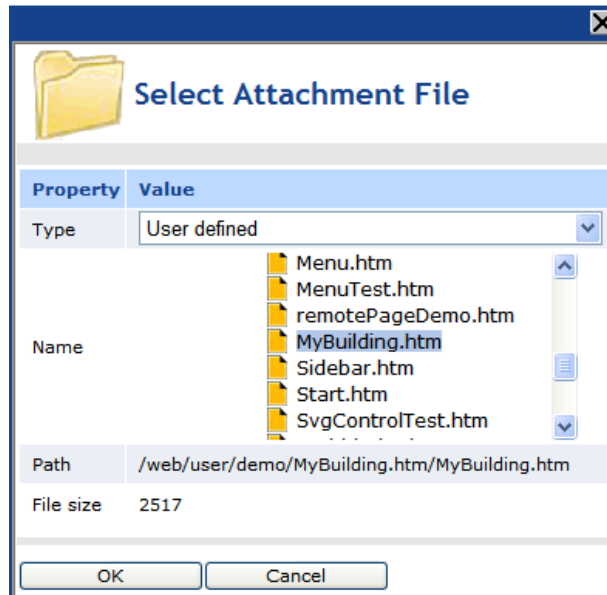 Select Attachment File
Property Value
Type User defined
Menu.htm
MenuTest.htm
remotePageDemo.htm
Name MyBuilding.htm
Sidebar.htm
Start.htm
SvgControlTest.htm
Path /web/user/demo/MyBuilding.htm/MyBuilding.htm
File size 2517
OK Cancel